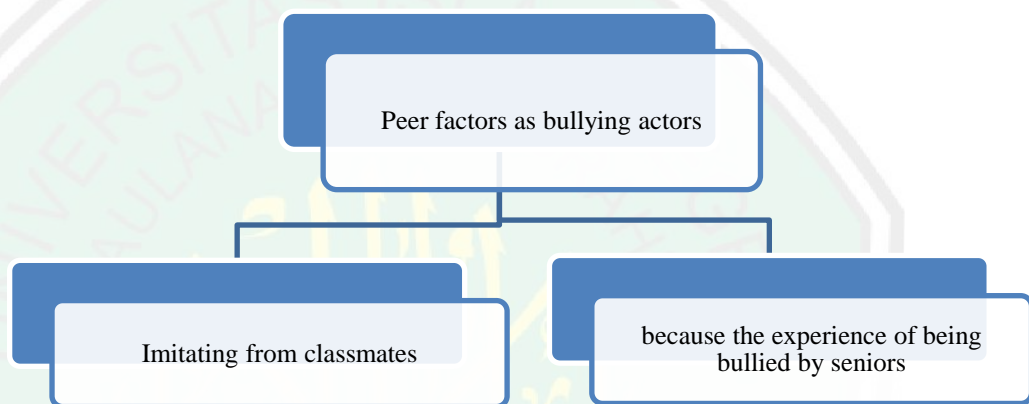 Peer factors as bullying actors
Imitating from classmates
because the experience of being
bullied by seniors